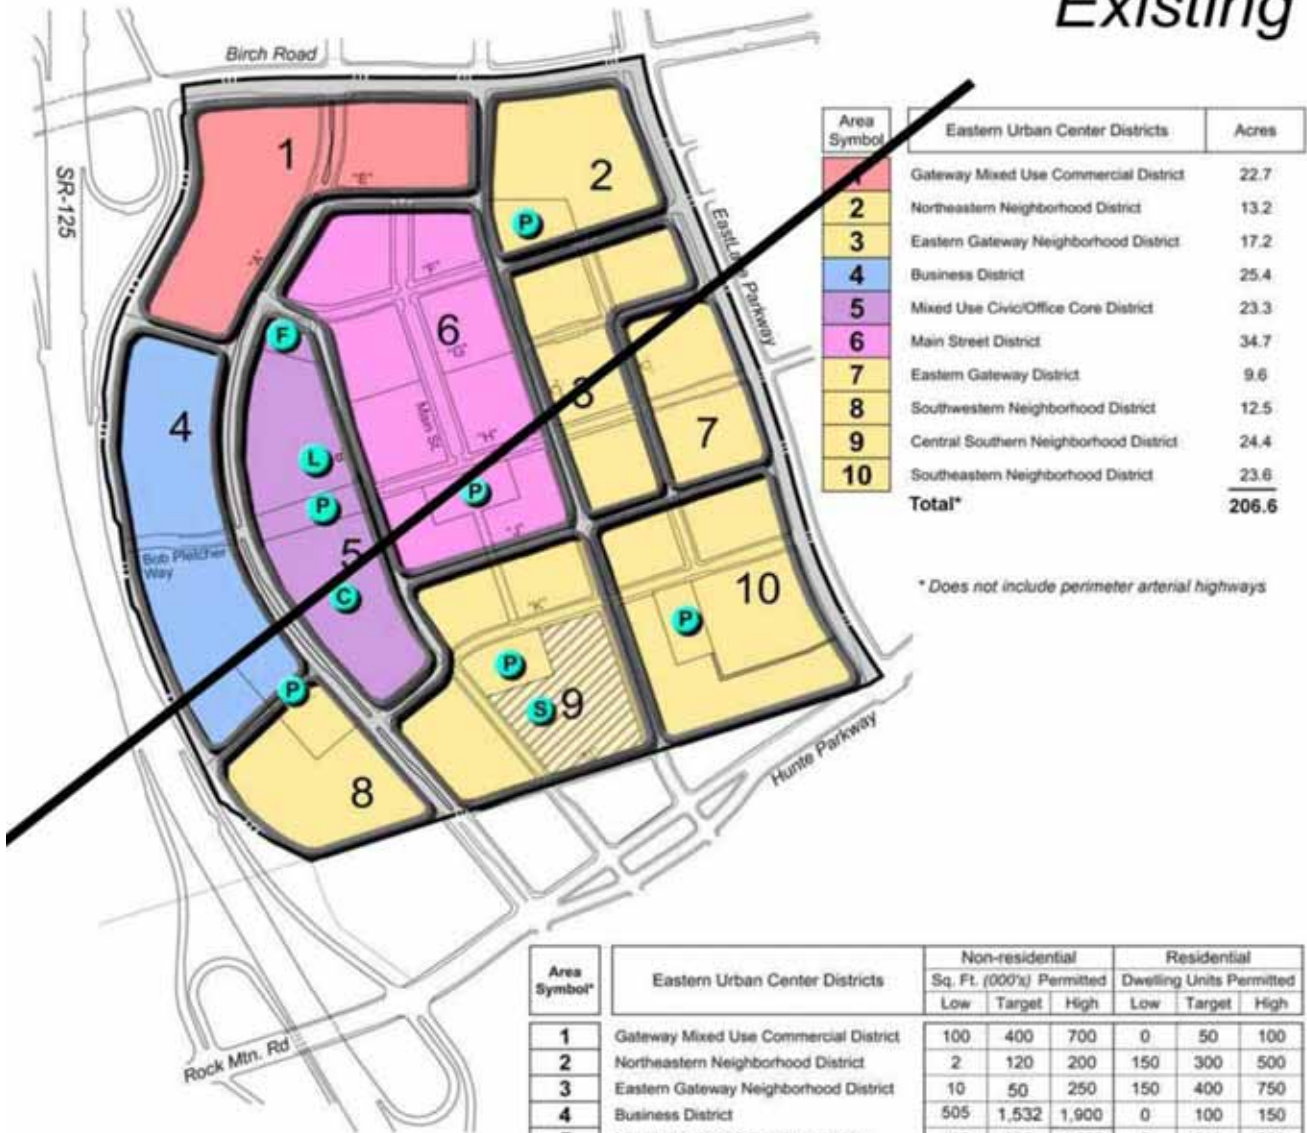 Existing
Birch Road
SR-125
EastLake Parkway
Hunte Parkway
Rock Mtn. Rd
Bob Pletcher
Way
Main St.
1
2
3
4
5
6
7
8
9
10
"E"
"A"
"F"
"G"
"H"
"J"
"K"
P
F
L
P
P
C
P
P
P
S
Area Symbol Eastern Urban Center Districts Acres
1 Gateway Mixed Use Commercial District 22.7
2 Northeastern Neighborhood District 13.2
3 Eastern Gateway Neighborhood District 17.2
4 Business District 25.4
5 Mixed Use Civic/Office Core District 23.3
6 Main Street District 34.7
7 Eastern Gateway District 9.6
8 Southwestern Neighborhood District 12.5
9 Central Southern Neighborhood District 24.4
10 Southeastern Neighborhood District 23.6
Total* 206.6
* Does not include perimeter arterial highways
Area Symbol* Eastern Urban Center Districts Non-residential Residential
Sq. Ft. (000's) Permitted Dwelling Units Permitted
Low Target High Low Target High
1 Gateway Mixed Use Commercial District 100 400 700 0 50 100
2 Northeastern Neighborhood District 2 120 200 150 300 500
3 Eastern Gateway Neighborhood District 10 50 250 150 400 750
4 Business District 505 1,532 1,900 0 100 150